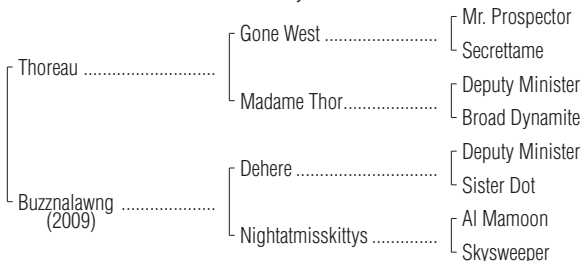 Mr. Prospector
Gone West ......................
Secrettame
Thoreau .........................
Deputy Minister
Madame Thor..................
Broad Dynamite
Deputy Minister
Dehere ...........................
Sister Dot
Buzznalawng ..................
(2009)
Al Mamoon
Nightatmisskittys .............
Skysweeper